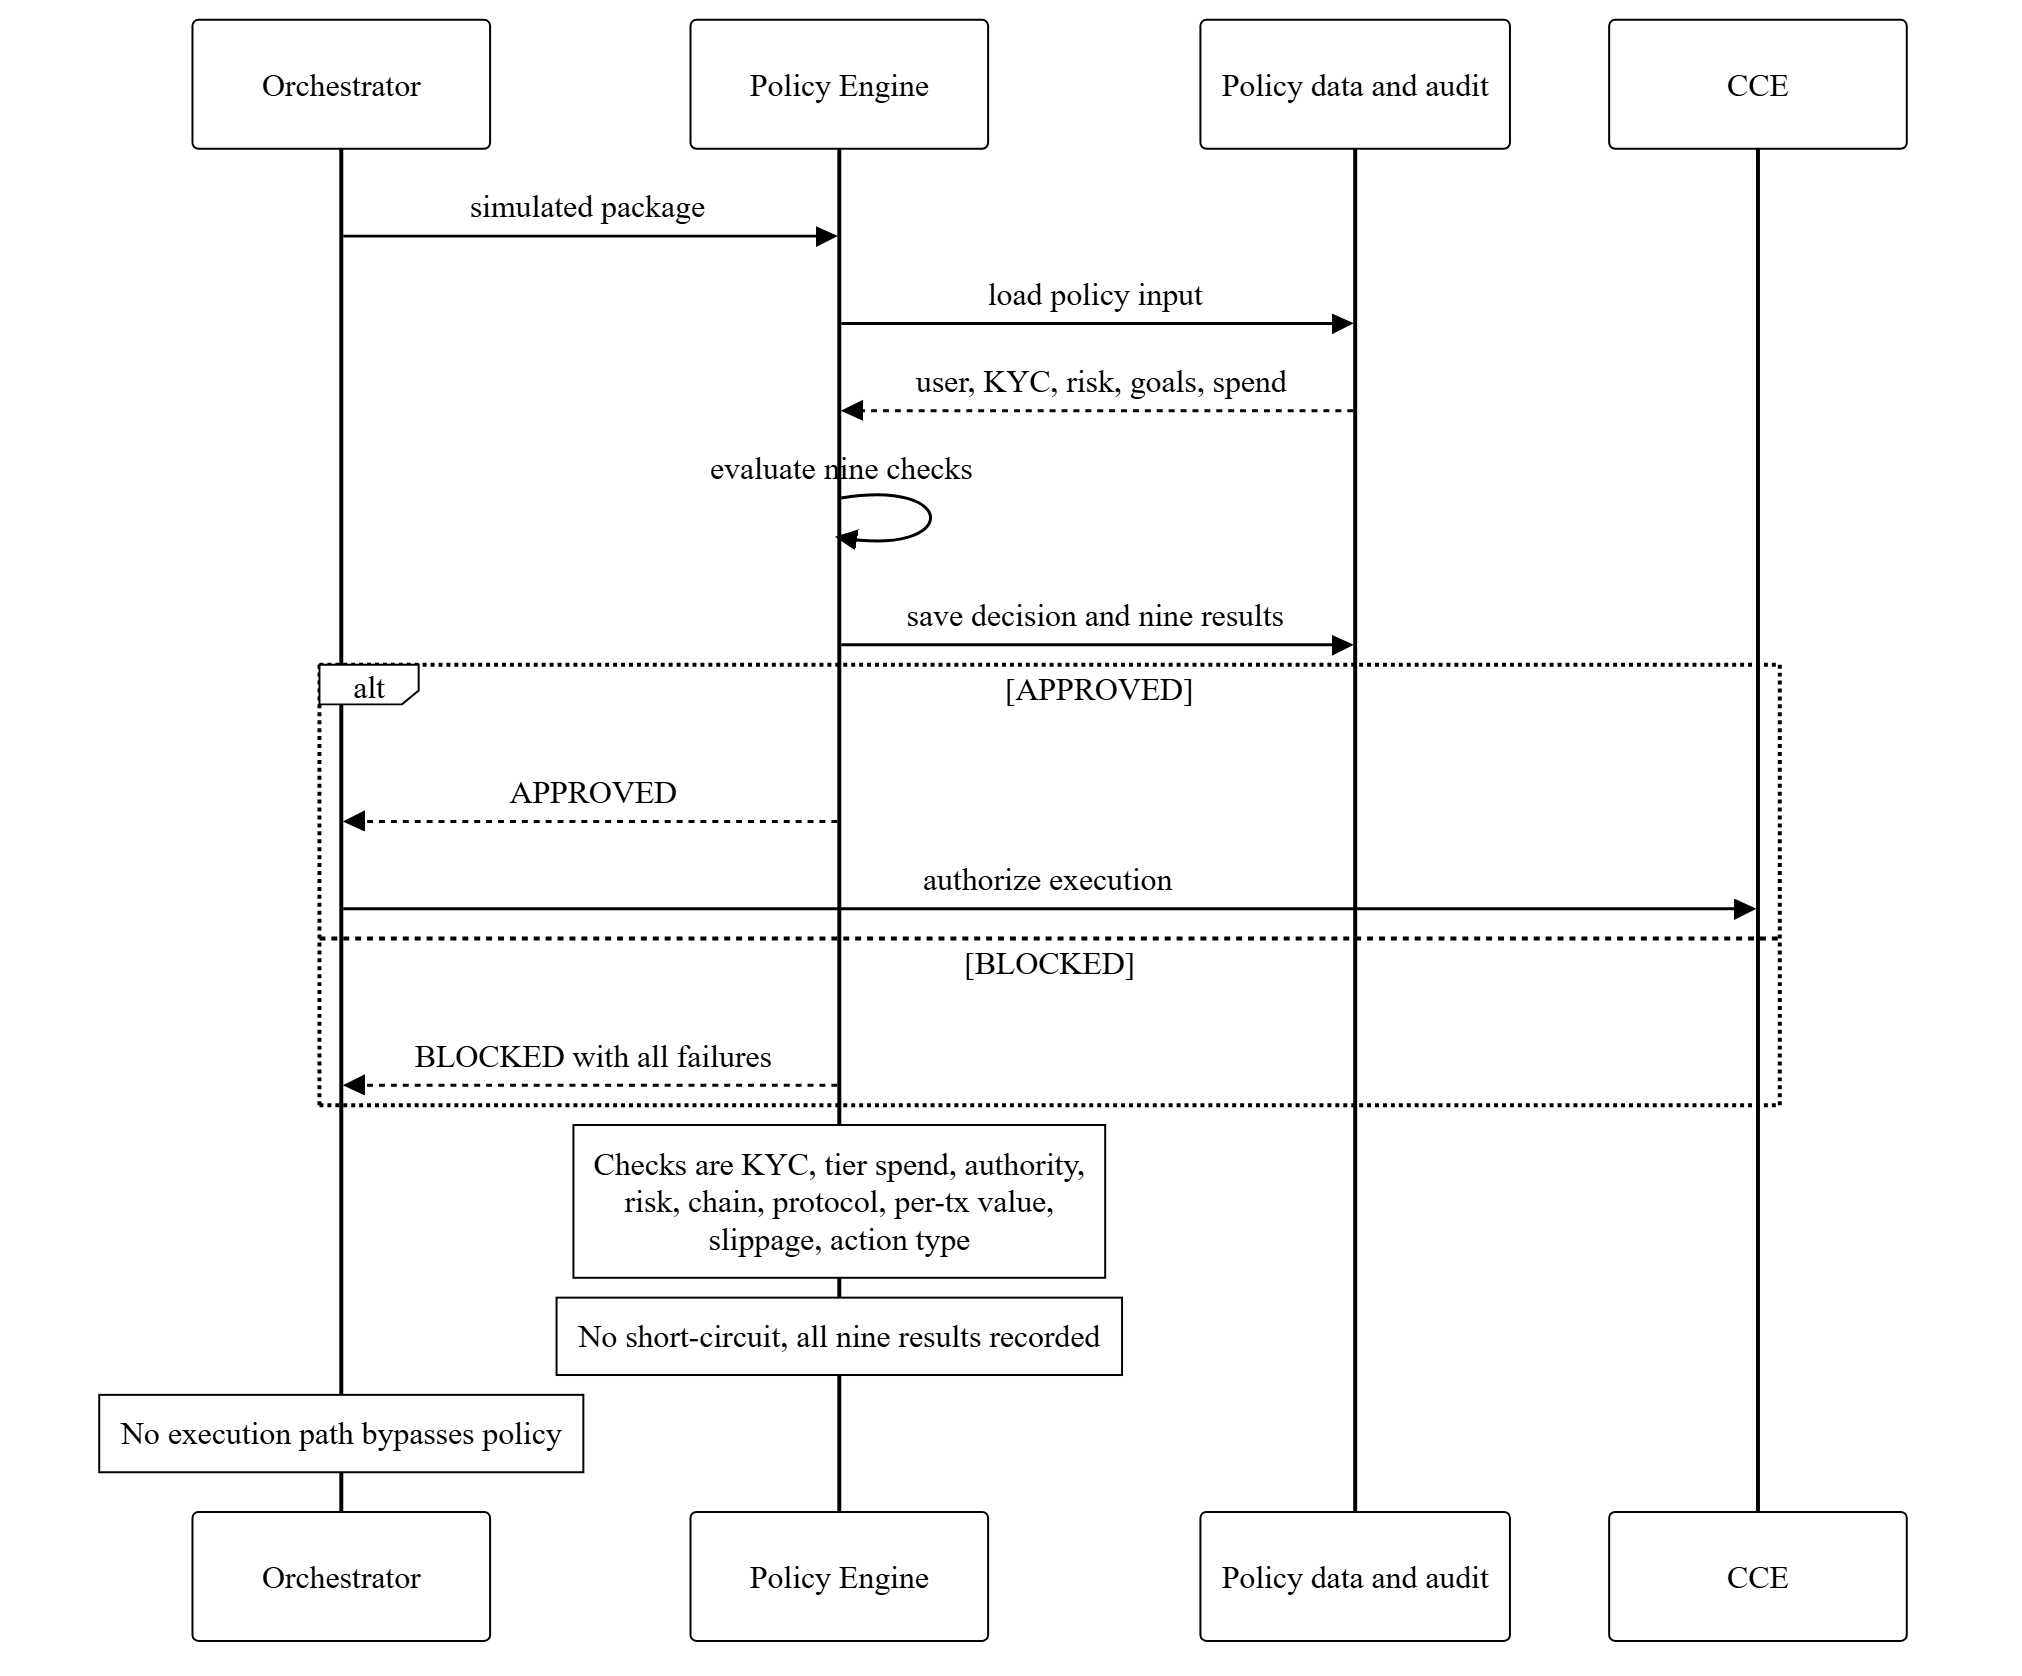 Orchestrator
Policy Engine
Policy data and audit
CCE
simulated package
load policy input
user, KYC, risk, goals, spend
evaluate nine checks
save decision and nine results
alt
[APPROVED]
APPROVED
authorize execution
[BLOCKED]
BLOCKED with all failures
Checks are KYC, tier spend, authority,
risk, chain, protocol, per-tx value,
slippage, action type
No short-circuit, all nine results recorded
No execution path bypasses policy
Orchestrator
Policy Engine
Policy data and audit
CCE